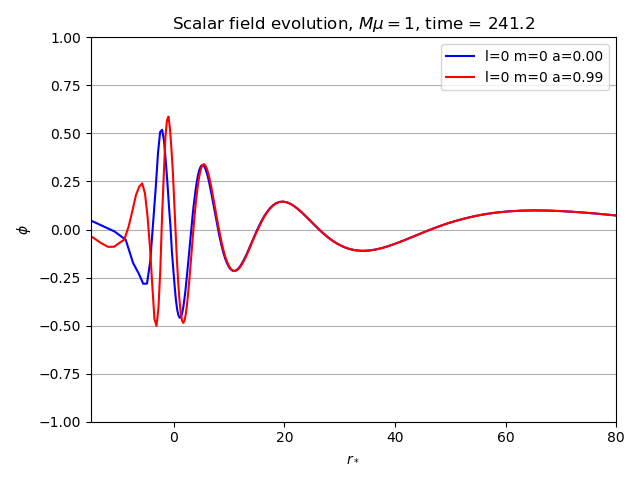 Scalar field evolution, Mμ = 1, time = 241.2
l=0 m=0 a=0.00
l=0 m=0 a=0.99
1.00
0.75
0.50
0.25
0.00
−0.25
−0.50
−0.75
−1.00
ϕ
0 20 40 60 80
r*